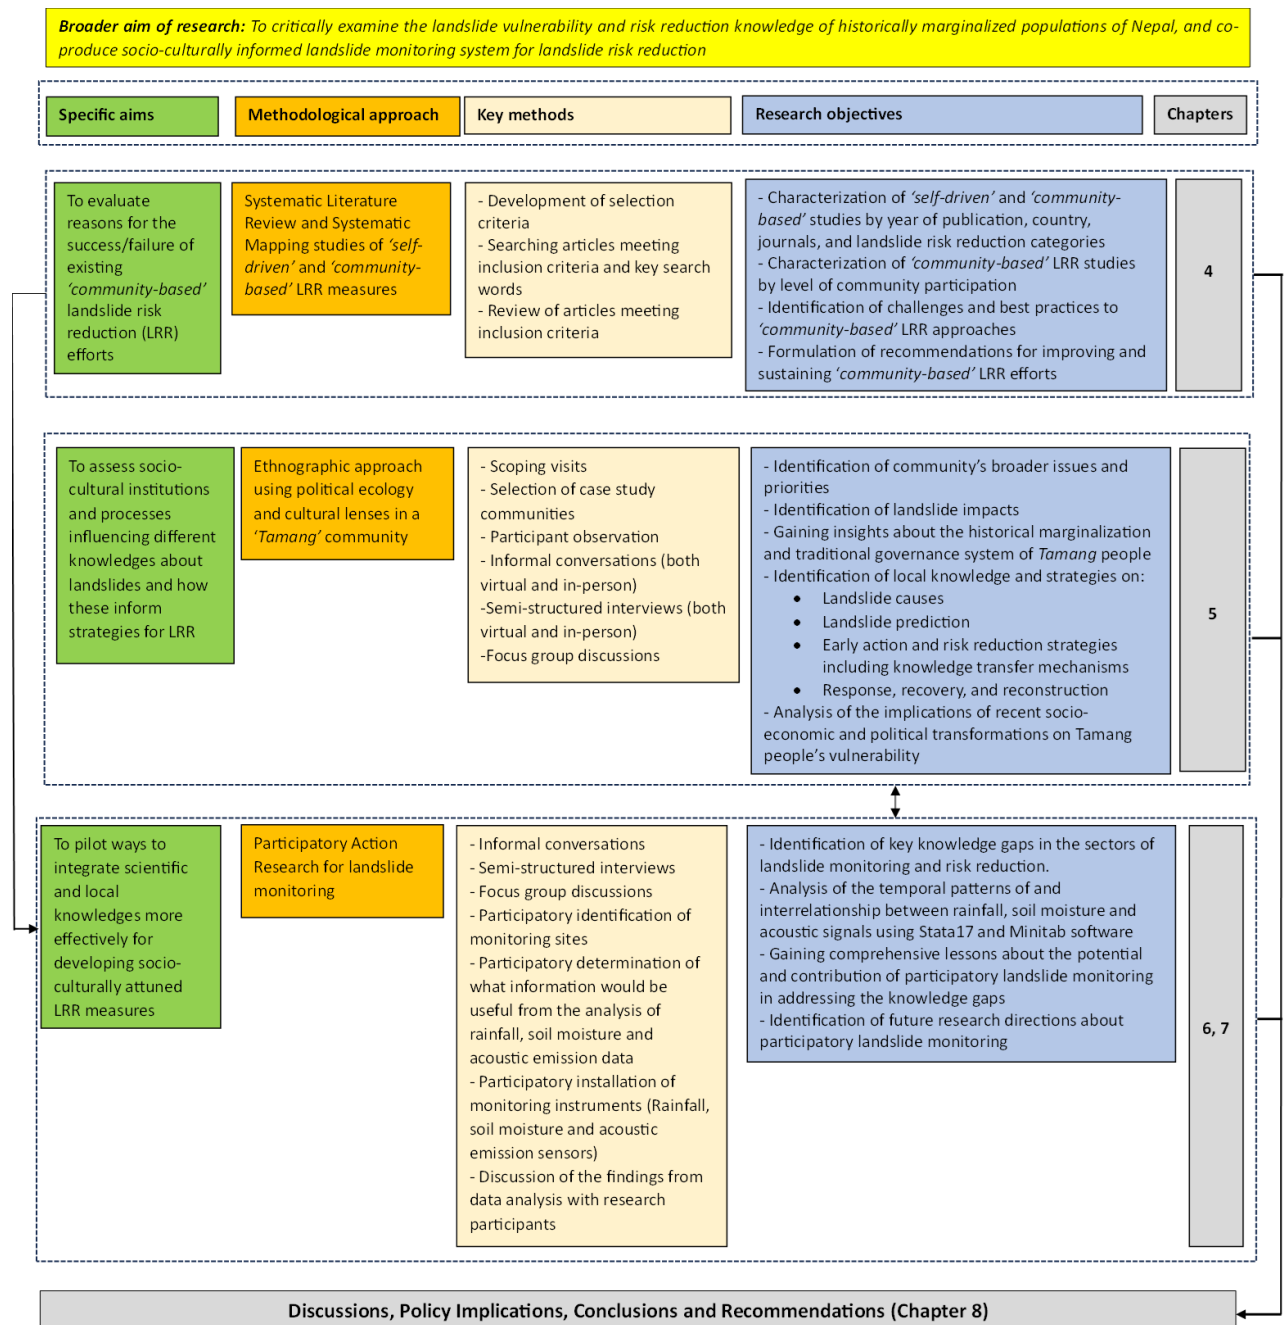 Broader aim of research: To critically examine the landslide vulnerability and risk reduction knowledge of historically marginalized populations of Nepal, and co-
produce socio-culturally informed landslide monitoring system for landslide risk reduction
Specific aims
Methodological approach
Key methods
Research objectives
Chapters
To evaluate
reasons for the
success/failure of
existing
‘community-based’
landslide risk
reduction (LRR)
efforts
Systematic Literature
Review and Systematic
Mapping studies of ‘self-
driven’ and ‘community-
based’ LRR measures
- Development of selection
criteria
- Searching articles meeting
inclusion criteria and key search
words
- Review of articles meeting
inclusion criteria
- Characterization of ‘self-driven’ and ‘community-
based’ studies by year of publication, country,
journals, and landslide risk reduction categories
- Characterization of ‘community-based’ LRR studies
by level of community participation
- Identification of challenges and best practices to
‘community-based’ LRR approaches
- Formulation of recommendations for improving and
sustaining ‘community-based’ LRR efforts
4
To assess socio-
cultural institutions
and processes
influencing different
knowledges about
landslides and how
these inform
strategies for LRR
Ethnographic approach
using political ecology
and cultural lenses in a
‘Tamang’ community
- Scoping visits
- Selection of case study
communities
- Participant observation
- Informal conversations (both
virtual and in-person)
-Semi-structured interviews (both
virtual and in-person)
-Focus group discussions
- Identification of community’s broader issues and
priorities
- Identification of landslide impacts
- Gaining insights about the historical marginalization
and traditional governance system of Tamang people
- Identification of local knowledge and strategies on:
• Landslide causes
• Landslide prediction
• Early action and risk reduction strategies
including knowledge transfer mechanisms
• Response, recovery, and reconstruction
- Analysis of the implications of recent socio-
economic and political transformations on Tamang
people’s vulnerability
5
To pilot ways to
integrate scientific
and local
knowledges more
effectively for
developing socio-
culturally attuned
LRR measures
Participatory Action
Research for landslide
monitoring
- Informal conversations
- Semi-structured interviews
- Focus group discussions
- Participatory identification of
monitoring sites
- Participatory determination of
what information would be
useful from the analysis of
rainfall, soil moisture and
acoustic emission data
- Participatory installation of
monitoring instruments (Rainfall,
soil moisture and acoustic
emission sensors)
- Discussion of the findings from
data analysis with research
participants
- Identification of key knowledge gaps in the sectors of
landslide monitoring and risk reduction.
- Analysis of the temporal patterns of and
interrelationship between rainfall, soil moisture and
acoustic signals using Stata17 and Minitab software
- Gaining comprehensive lessons about the potential
and contribution of participatory landslide monitoring
in addressing the knowledge gaps
- Identification of future research directions about
participatory landslide monitoring
6, 7
Discussions, Policy Implications, Conclusions and Recommendations (Chapter 8)